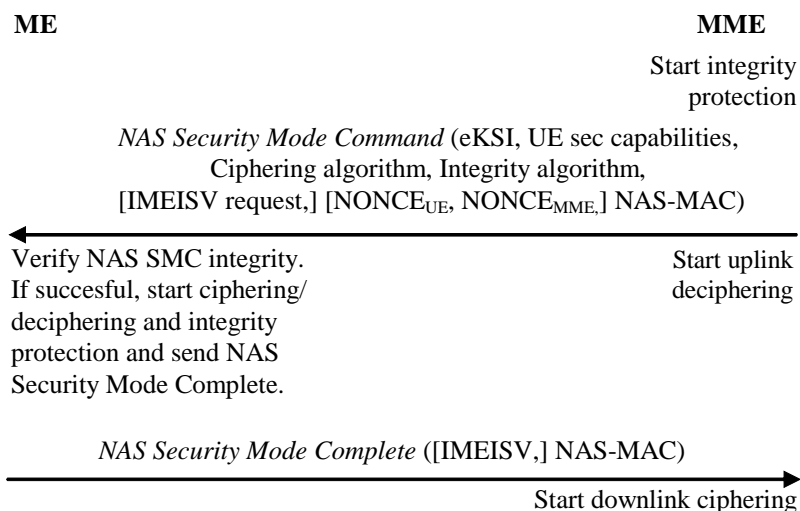 ME
MME
Start integrity
protection
NAS Security Mode Command (eKSI, UE sec capabilities,
Ciphering algorithm, Integrity algorithm,
[IMEISV request,] [NONCEUE, NONCEMME,] NAS-MAC)
Verify NAS SMC integrity.
If succesful, start ciphering/
deciphering and integrity
protection and send NAS
Security Mode Complete.
Start uplink
deciphering
NAS Security Mode Complete ([IMEISV,] NAS-MAC)
Start downlink ciphering